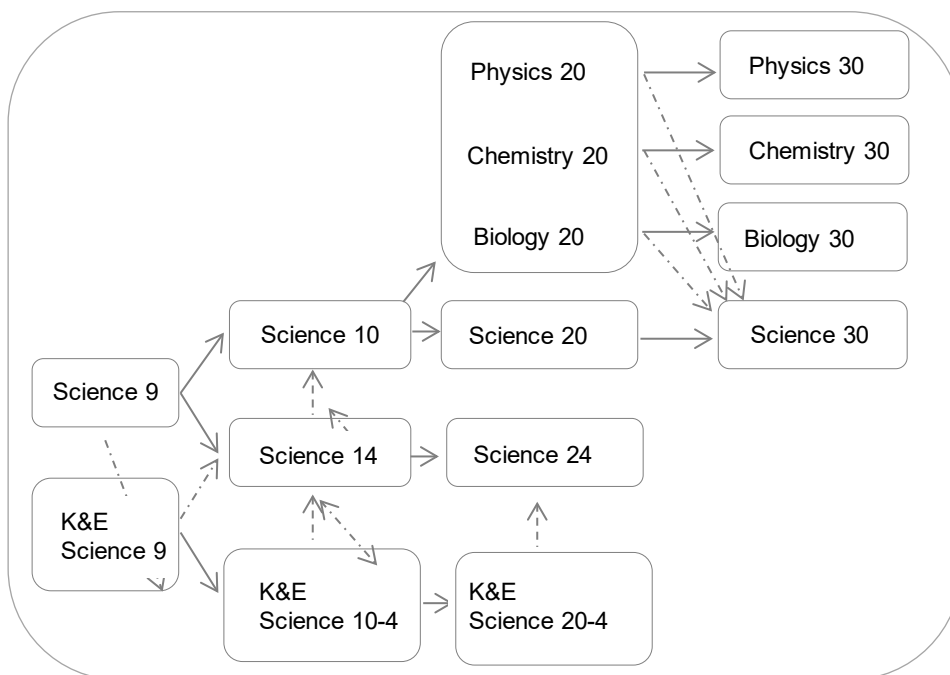 Physics 20
Physics 30
Chemistry 20
Chemistry 30
Biology 20
Biology 30
Science 10
Science 20
Science 30
Science 9
Science 14
Science 24
K&E
Science 9
K&E
Science 10-4
K&E
Science 20-4